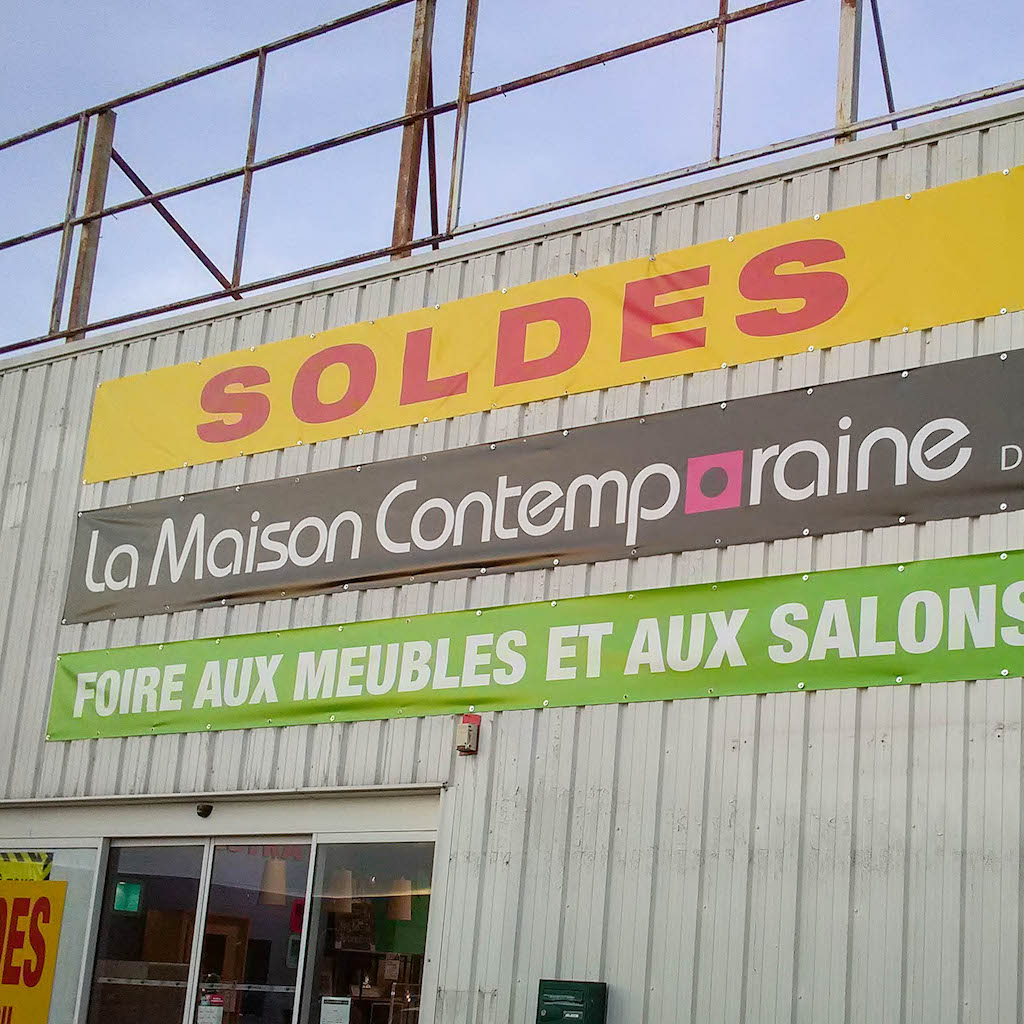 SOLDES
La Maison Contemporaine D
FOIRE AUX MEUBLES ET AUX SALONS
DES